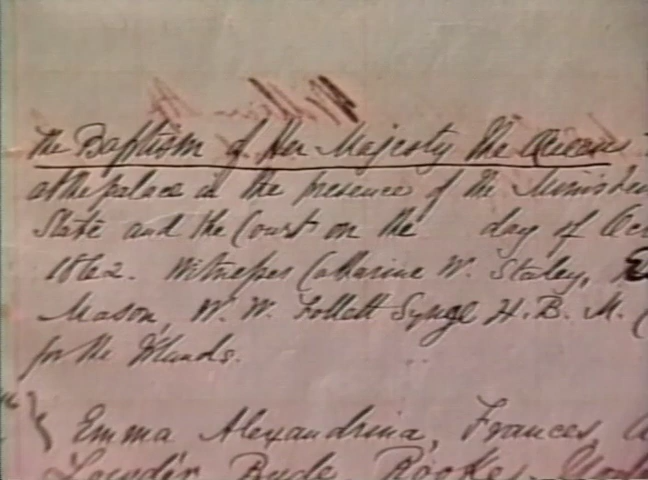 The Baptism of Her Majesty the Queen
at the palace in the presence of the Minister
State and the Court on the day of Oc
1862. Witnesses Catharine W. Staley,
Mason, W. W. Follett Synge H. B. M.
for the Islands.
Emma Alexandrina, Frances,
Rooke